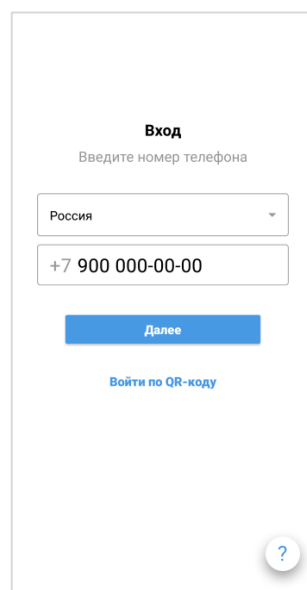 Вход
Введите номер телефона
Россия
+7 900 000-00-00
Далее
Войти по QR-коду
?